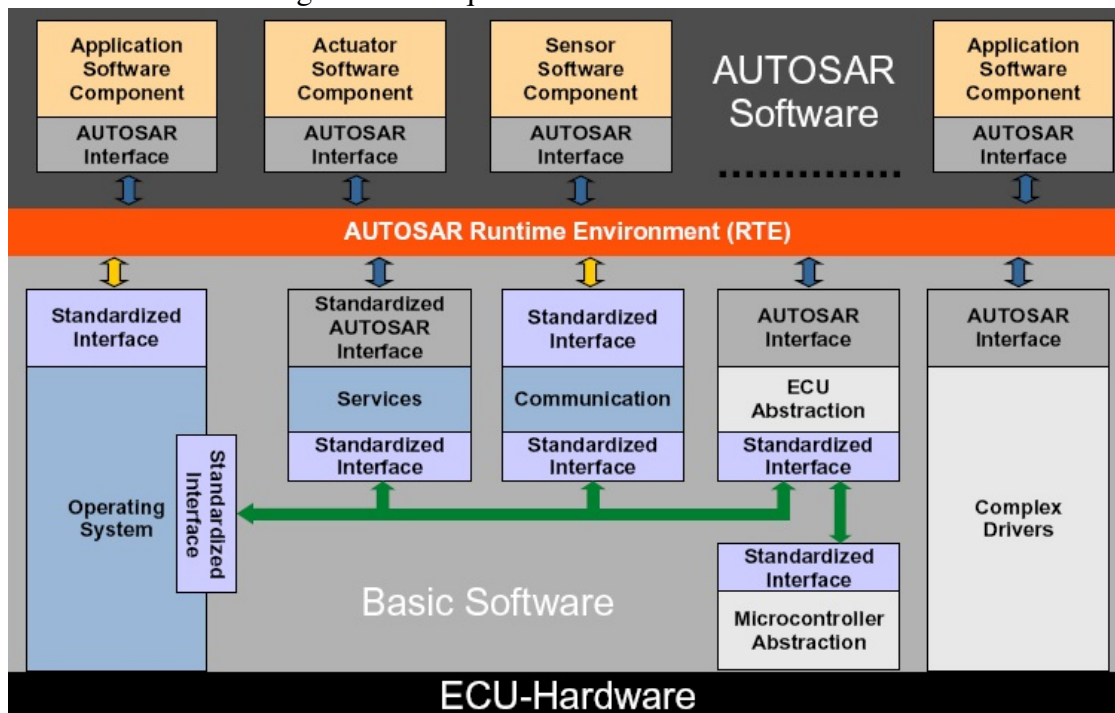 Application
Software
Component
AUTOSAR
Interface
Actuator
Software
Component
AUTOSAR
Interface
Sensor
Software
Component
AUTOSAR
Interface
AUTOSAR
Software
Application
Software
Component
AUTOSAR
Interface
AUTOSAR Runtime Environment (RTE)
Standardized
Interface
Operating
System
Standardized
Interface
Standardized
AUTOSAR
Interface
Services
Standardized
Interface
Standardized
Interface
Communication
Standardized
Interface
AUTOSAR
Interface
ECU
Abstraction
Standardized
Interface
Standardized
Interface
Microcontroller
Abstraction
AUTOSAR
Interface
Complex
Drivers
Basic Software
ECU-Hardware